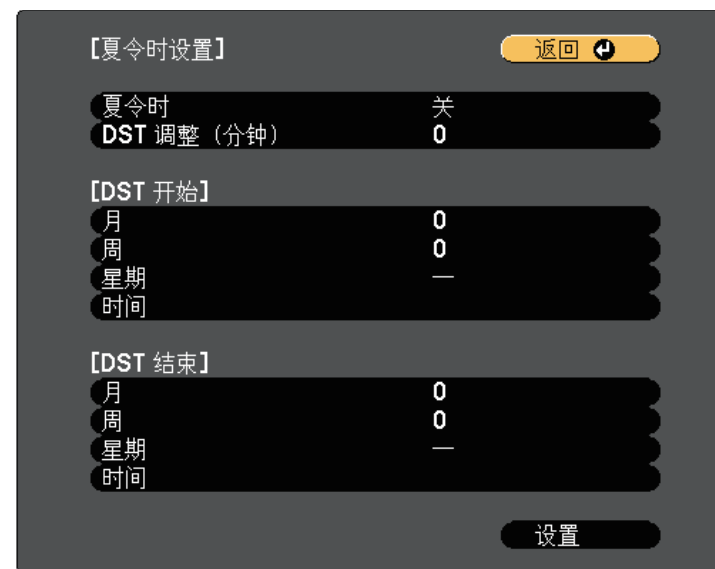 [夏令时设置] 返回
夏令时 关
DST 调整（分钟） 0
[DST 开始]
月 0
周 0
星期 —
时间
[DST 结束]
月 0
周 0
星期 —
时间
设置